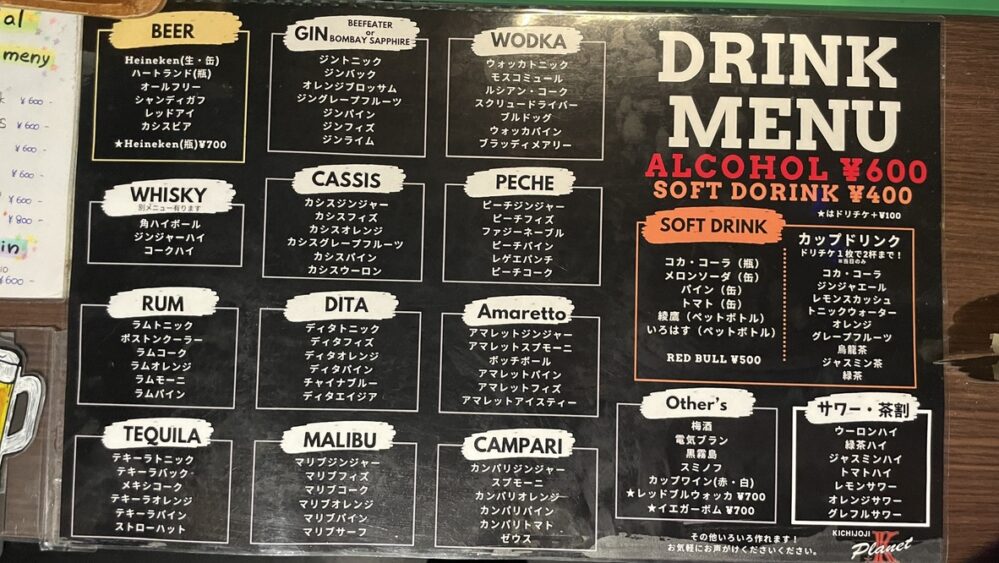 al
meny
¥600-
S ¥600-
¥600-
¥600-
¥600-
¥800-
in
¥600-
BEER
Heineken(生・缶)
ハートランド(瓶)
オールフリー
シャンディガフ
レッドアイ
カシスビア
★Heineken(瓶)¥700
GIN BEEFEATER
or
BOMBAY SAPPHIRE
ジントニック
ジンバック
オレンジブロッサム
ジングレープフルーツ
ジンパイン
ジンフィズ
ジンライム
WODKA
ウォッカトニック
モスコミュール
ルシアン・コーク
スクリュードライバー
ブルドッグ
ウォッカパイン
ブラッディメアリー
DRINK
MENU
ALCOHOL ¥600
SOFT DORINK ¥400
★はドリチケ+¥100
WHISKY
別メニュー有ります
角ハイボール
ジンジャーハイ
コークハイ
CASSIS
カシスジンジャー
カシスフィズ
カシスオレンジ
カシスグレープフルーツ
カシスパイン
カシスウーロン
PECHE
ピーチジンジャー
ピーチフィズ
ファジーネーブル
ピーチパイン
レゲエパンチ
ピーチコーク
SOFT DRINK
コカ・コーラ（瓶）
メロンソーダ（缶）
パイン（缶）
トマト（缶）
綾鷹（ペットボトル）
いろはす（ペットボトル）
RED BULL ¥500
カップドリンク
ドリチケ１枚で2杯まで！
※当日のみ
コカ・コーラ
ジンジャエール
レモンスカッシュ
トニックウォーター
オレンジ
グレープフルーツ
烏龍茶
ジャスミン茶
緑茶
RUM
ラムトニック
ボストンクーラー
ラムコーク
ラムオレンジ
ラムモーニ
ラムパイン
DITA
ディタトニック
ディタフィズ
ディタオレンジ
ディタパイン
チャイナブルー
ディタエイジア
Amaretto
アマレットジンジャー
アマレットスプモーニ
ボッチボール
アマレットパイン
アマレットフィズ
アマレットアイスティー
TEQUILA
テキーラトニック
テキーラバック
メキシコーク
テキーラオレンジ
テキーラパイン
ストローハット
MALIBU
マリブジンジャー
マリブフィズ
マリブコーク
マリブオレンジ
マリブパイン
マリブサーフ
CAMPARI
カンパリジンジャー
スプモーニ
カンパリオレンジ
カンパリパイン
カンパリトマト
ゼウス
Other's
梅酒
電気ブラン
黒霧島
スミノフ
カップワイン(赤・白)
★レッドブルウォッカ ¥700
★イエガーボム ¥700
サワー・茶割
ウーロンハイ
緑茶ハイ
ジャスミンハイ
トマトハイ
レモンサワー
オレンジサワー
グレフルサワー
その他いろいろ作れます！
お気軽にお声がけくださいください。
KICHIJOJI
K
Planet